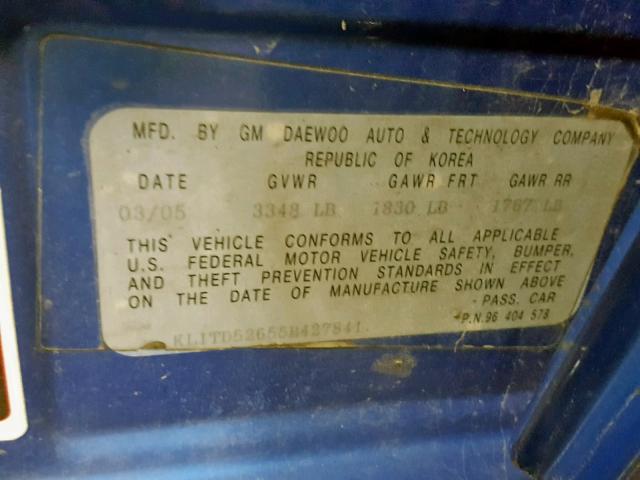 MFD. BY GM DAEWOO AUTO & TECHNOLOGY COMPANY
REPUBLIC OF KOREA
DATE GVWR GAWR FRT GAWR RR
03/05 3348 LB 1830 LB 1767 LB
THIS VEHICLE CONFORMS TO ALL APPLICABLE
U.S. FEDERAL MOTOR VEHICLE SAFETY, BUMPER,
AND THEFT PREVENTION STANDARDS IN EFFECT
ON THE DATE OF MANUFACTURE SHOWN ABOVE
- PASS. CAR
KL1TD52655B427841
P.N.96 404 578